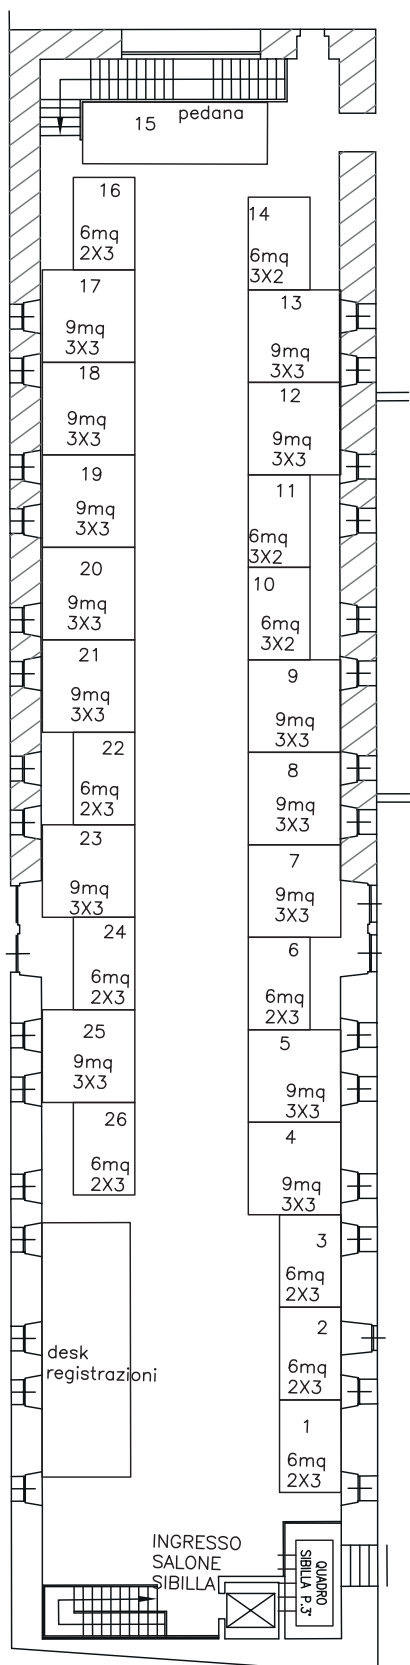 15
pedana
16
6mq
2X3
14
6mq
3X2
17
9mq
3X3
13
9mq
3X3
18
9mq
3X3
12
9mq
3X3
19
9mq
3X3
11
6mq
3X2
20
9mq
3X3
10
6mq
3X2
21
9mq
3X3
9
9mq
3X3
22
6mq
2X3
8
9mq
3X3
23
9mq
3X3
7
9mq
3X3
24
6mq
2X3
6
6mq
2X3
25
9mq
3X3
5
9mq
3X3
26
6mq
2X3
4
9mq
3X3
3
6mq
2X3
desk
registrazioni
2
6mq
2X3
1
6mq
2X3
INGRESSO
SALONE
SIBILLA
QUADRO
SIBILLA P.3°